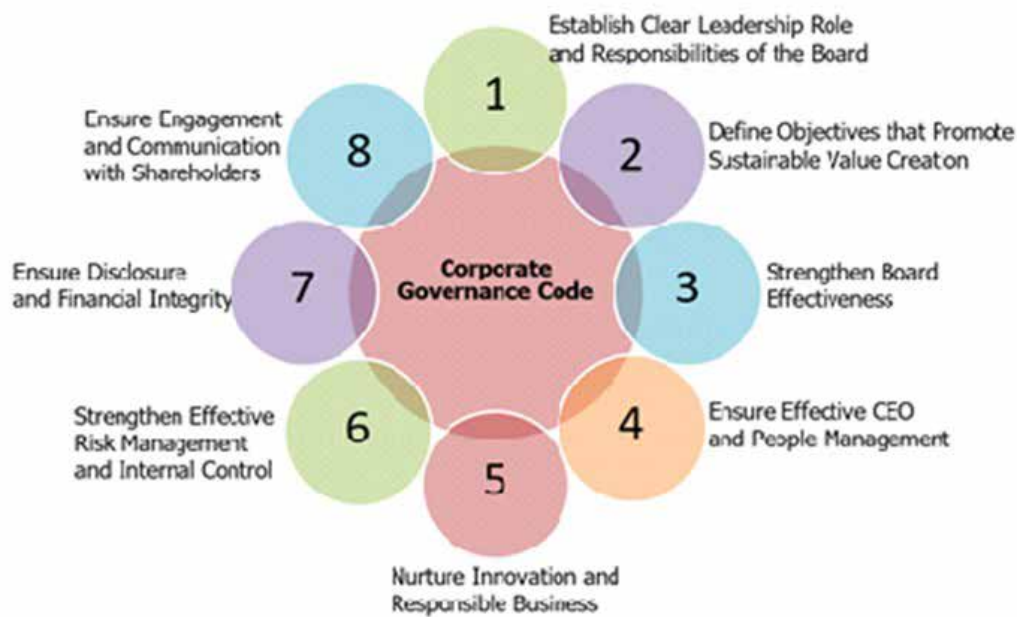 1
Establish Clear Leadership Role
and Responsibilities of the Board
2
Define Objectives that Promote
Sustainable Value Creation
3
Strengthen Board
Effectiveness
4
Ensure Effective CEO
and People Management
5
Nurture Innovation and
Responsible Business
6
Strengthen Effective
Risk Management
and Internal Control
7
Ensure Disclosure
and Financial Integrity
8
Ensure Engagement
and Communication
with Shareholders
Corporate
Governance Code